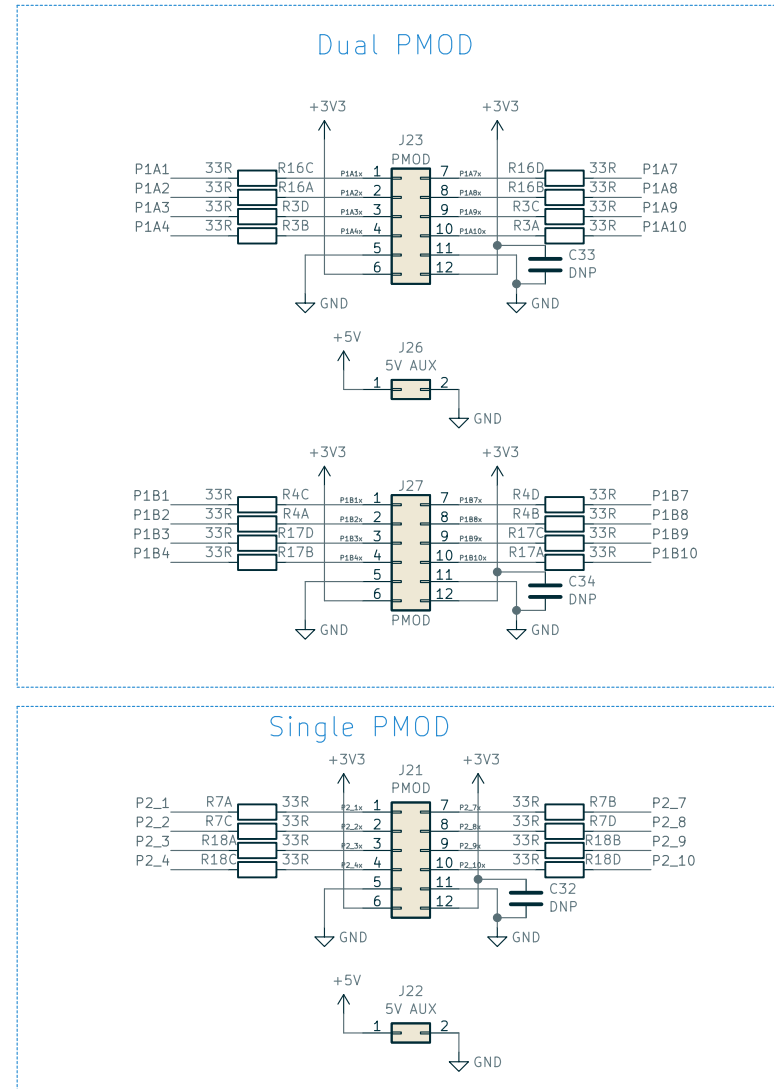 Dual PMOD
+3V3 +3V3
J23
PMOD
P1A1 33R R16C P1A1x 1 7 P1A7x R16D 33R P1A7
P1A2 33R R16A P1A2x 2 8 P1A8x R16B 33R P1A8
P1A3 33R R3D P1A3x 3 9 P1A9x R3C 33R P1A9
P1A4 33R R3B P1A4x 4 10 P1A10x R3A 33R P1A10
5 11 C33
6 12 DNP
GND GND
+5V
J26
5V AUX
1 2
GND
+3V3 +3V3
J27
P1B1 33R R4C P1B1x 1 7 P1B7x R4D 33R P1B7
P1B2 33R R4A P1B2x 2 8 P1B8x R4B 33R P1B8
P1B3 33R R17D P1B3x 3 9 P1B9x R17C 33R P1B9
P1B4 33R R17B P1B4x 4 10 P1B10x R17A 33R P1B10
5 11 C34
6 12 DNP
PMOD
GND GND
Single PMOD
+3V3 +3V3
J21
PMOD
P2_1 R7A 33R P2_1x 1 7 P2_7x 33R R7B P2_7
P2_2 R7C 33R P2_2x 2 8 P2_8x 33R R7D P2_8
P2_3 R18A 33R P2_3x 3 9 P2_9x 33R R18B P2_9
P2_4 R18C 33R P2_4x 4 10 P2_10x 33R R18D P2_10
5 11 C32
6 12 DNP
GND GND
+5V
J22
5V AUX
1 2
GND